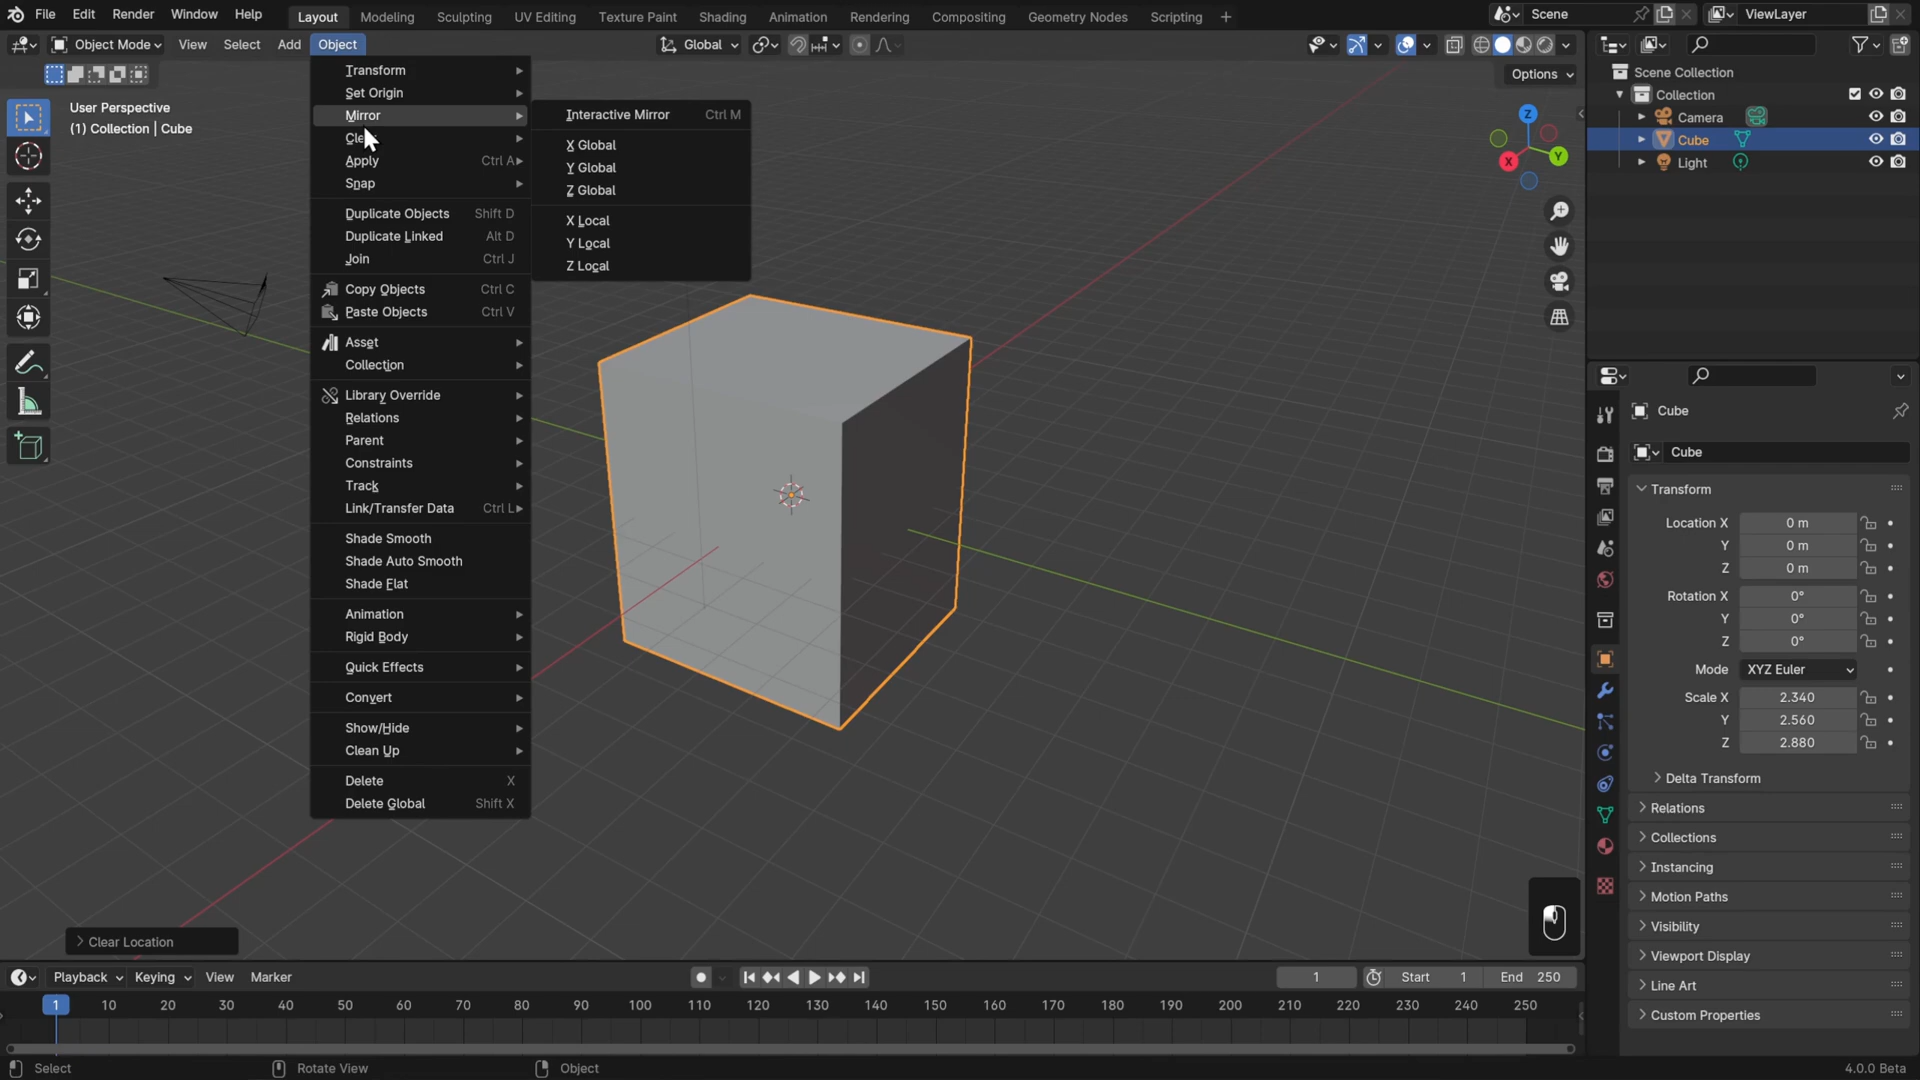 File Edit Render Window Help Layout Modeling Sculpting UV Editing Texture Paint Shading Animation Rendering Compositing Geometry Nodes Scripting + Scene ViewLayer
Object Mode View Select Add Object Global
Options
User Perspective
(1) Collection | Cube
Transform
Set Origin
Mirror
Apply Ctrl A
Snap
Duplicate Objects Shift D
Duplicate Linked Alt D
Join Ctrl J
Copy Objects Ctrl C
Paste Objects Ctrl V
Asset
Collection
Library Override
Relations
Parent
Constraints
Track
Link/Transfer Data Ctrl L
Shade Smooth
Shade Auto Smooth
Shade Flat
Animation
Rigid Body
Quick Effects
Convert
Show/Hide
Clean Up
Delete X
Delete Global Shift X
Interactive Mirror Ctrl M
X Global
Y Global
Z Global
X Local
Y Local
Z Local
Z
X
Y
Scene Collection
Collection
Camera
Cube
Light
Cube
Cube
Transform
Location X 0 m
Y 0 m
Z 0 m
Rotation X 0°
Y 0°
Z 0°
Mode XYZ Euler
Scale X 2.340
Y 2.560
Z 2.880
Delta Transform
Relations
Collections
Instancing
Motion Paths
Visibility
Viewport Display
Line Art
Custom Properties
Clear Location
Playback Keying View Marker 1 Start 1 End 250
1 10 20 30 40 50 60 70 80 90 100 110 120 130 140 150 160 170 180 190 200 210 220 230 240 250
Select Rotate View Object 4.0.0 Beta